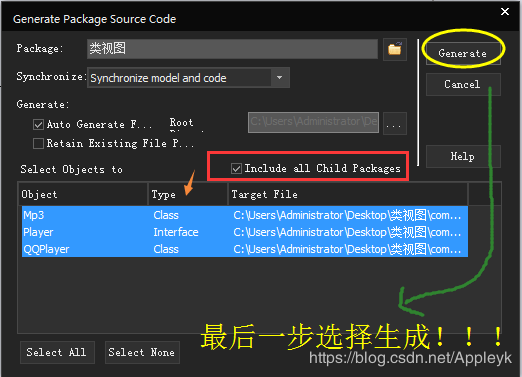 Generate Package Source Code
Package: 类视图
Generate
Synchronize: Synchronize model and code
Cancel
Generate:
Auto Generate F... Root C:\Users\Administrator\De ...
Retain Existing File P...
Help
Select Objects to Include all Child Packages
Object Type Target File
Mp3 Class C:\Users\Administrator\Desktop\类视图\com...
Player Interface C:\Users\Administrator\Desktop\类视图\com...
QQPlayer Class C:\Users\Administrator\Desktop\类视图\com...
最后一步选择生成！！！
Select All Select None
https://blog.csdn.net/Appleyk